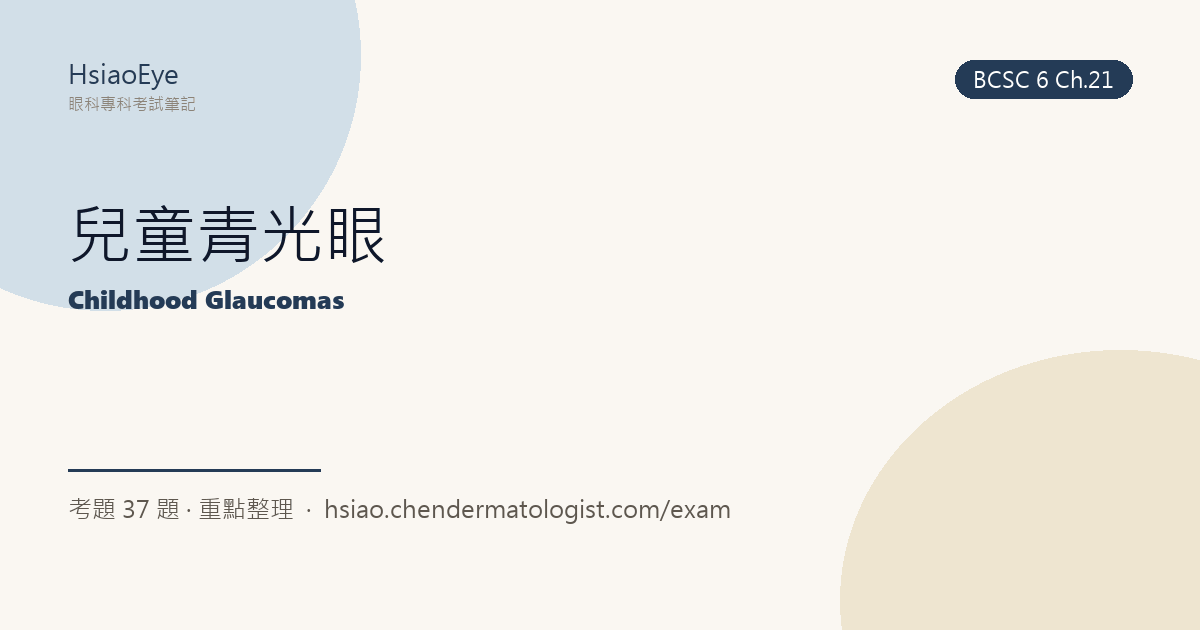 HsiaoEye
眼科專科考試筆記
BCSC 6 Ch.21
兒童青光眼
Childhood Glaucomas
考題 37 題 · 重點整理 · hsiao.chendermatologist.com/exam